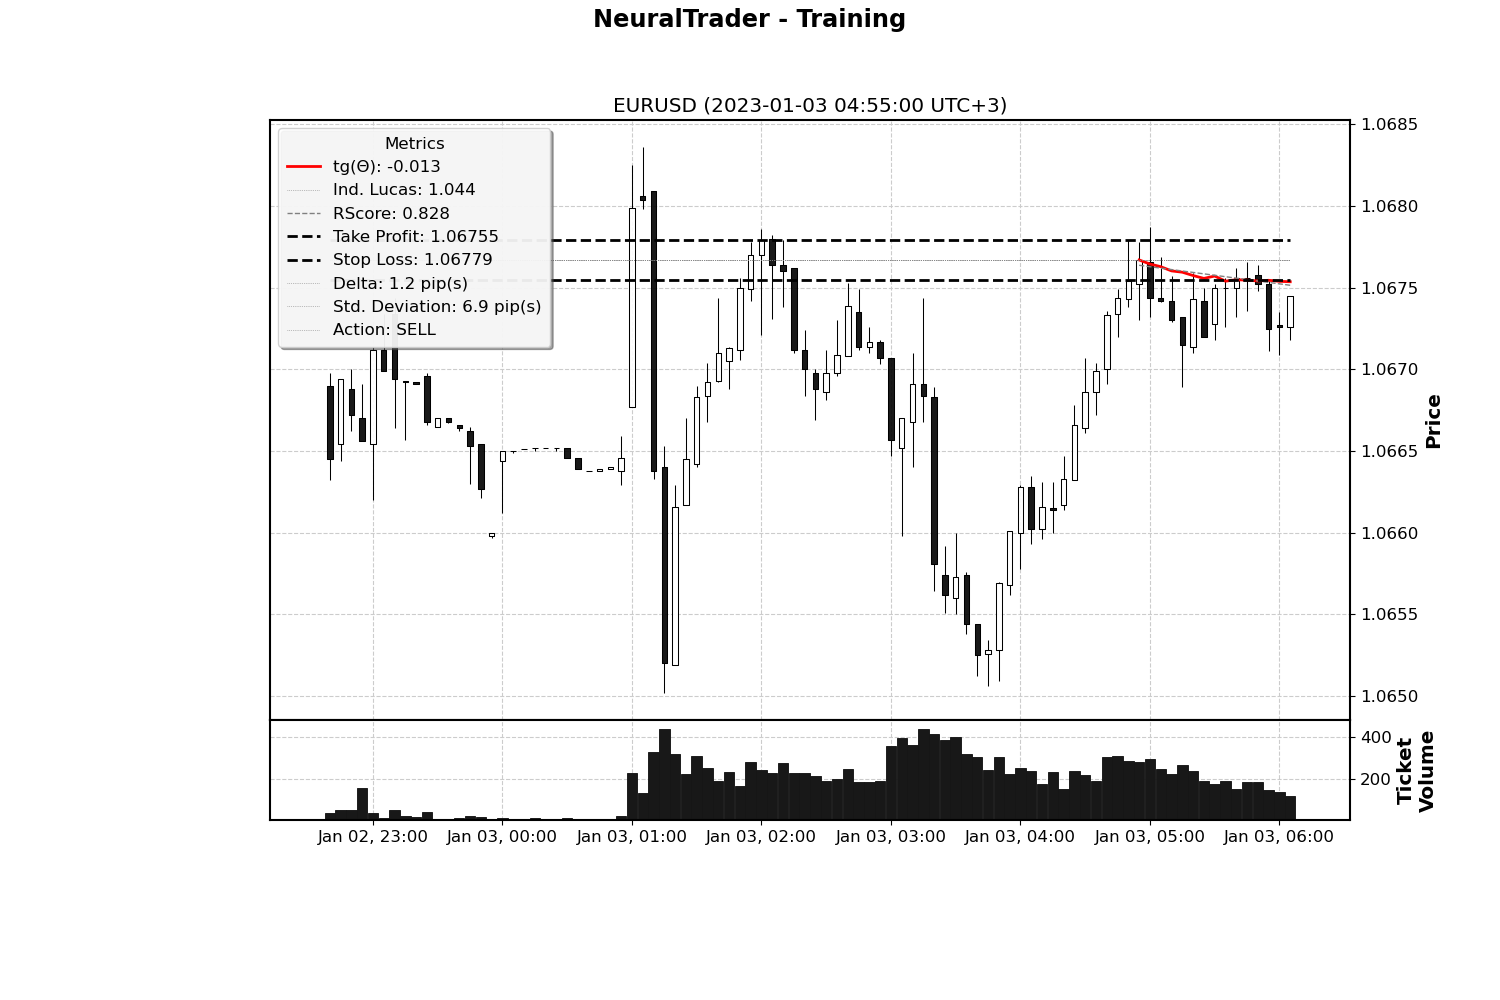 NeuralTrader - Training
EURUSD (2023-01-03 04:55:00 UTC+3)
Metrics
tg(Θ): -0.013
Ind. Lucas: 1.044
RScore: 0.828
Take Profit: 1.06755
Stop Loss: 1.06779
Delta: 1.2 pip(s)
Std. Deviation: 6.9 pip(s)
Action: SELL
1.0685
1.0680
1.0675
1.0670
1.0665
1.0660
1.0655
1.0650
Price
400
200
Ticket
Volume
Jan 02, 23:00
Jan 03, 00:00
Jan 03, 01:00
Jan 03, 02:00
Jan 03, 03:00
Jan 03, 04:00
Jan 03, 05:00
Jan 03, 06:00